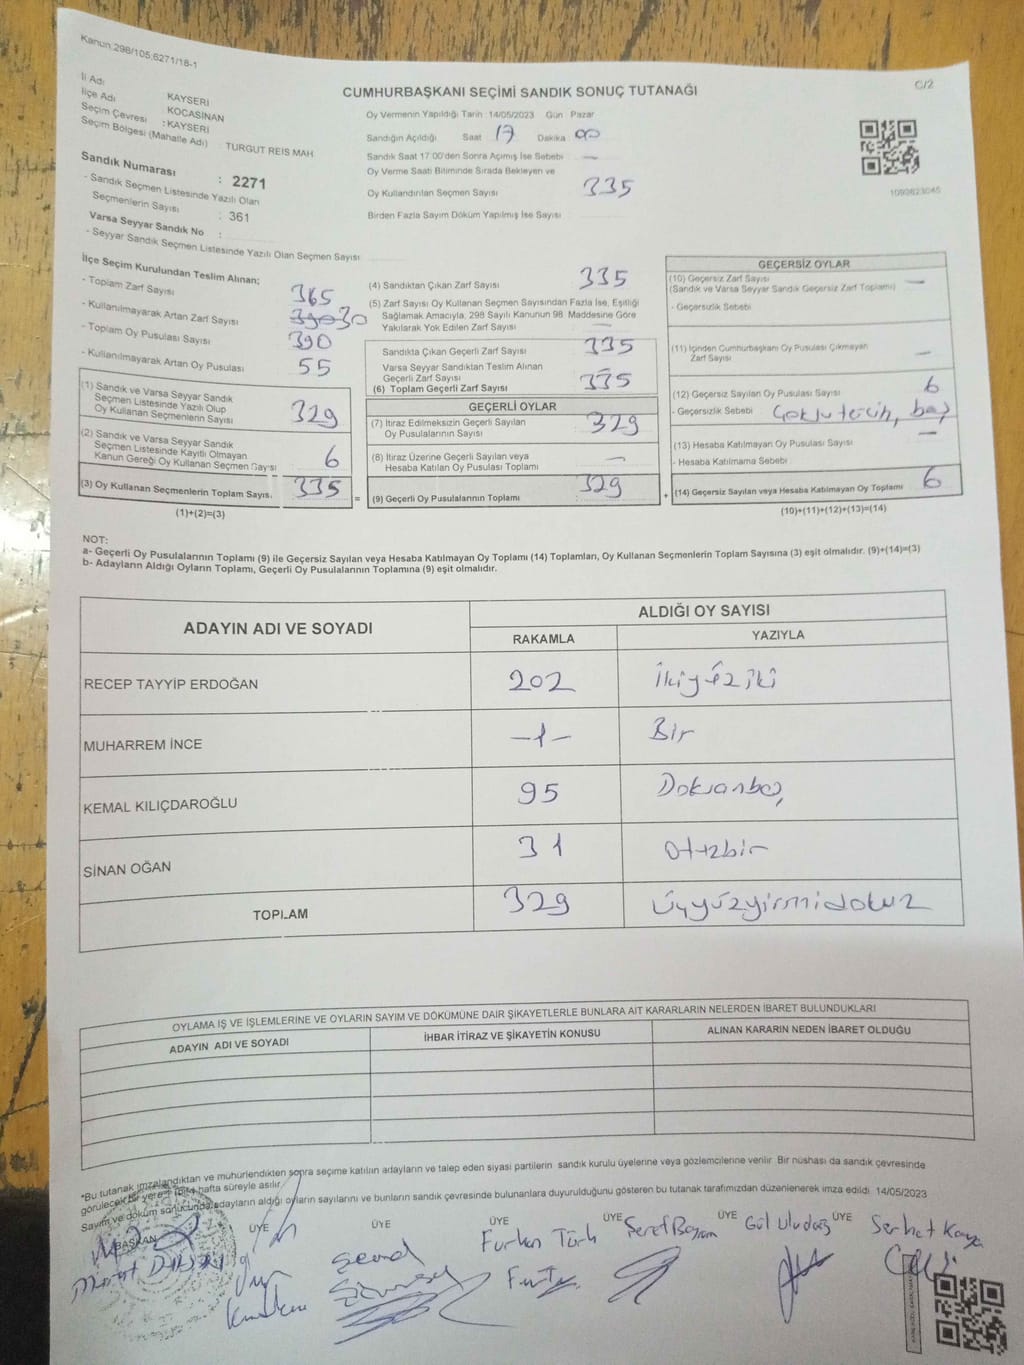 Kanun:298/105,6271/18-1
C/2
CUMHURBAŞKANI SEÇİMİ SANDIK SONUÇ TUTANAĞI
İl Adı KAYSERİ
İlçe Adı KOCASİNAN
Seçim Çevresi :KAYSERİ
Seçim Bölgesi (Mahalle Adı) TURGUT REİS MAH
Sandık Numarası : 2271
- Sandık Seçmen Listesinde Yazılı Olan
Seçmenlerin Sayısı : 361
Varsa Seyyar Sandık No :
- Seyyar Sandık Seçmen Listesinde Yazılı Olan Seçmen Sayısı
Oy Vermenin Yapıldığı Tarih :14/05/2023 Gün Pazar
Sandığın Açıldığı Saat 17 Dakika 00
Sandık Saat 17:00'den Sonra Açımış İse Sebebi —
Oy Verme Saati Bitiminde Sırada Bekleyen ve
Oy Kullandırılan Seçmen Sayısı 335
Birden Fazla Sayım Döküm Yapılmış İse Sayısı
1093823045
İlçe Seçim Kurulundan Teslim Alınan;
- Toplam Zarf Sayısı 365
- Kullanılmayarak Artan Zarf Sayısı 30
- Toplam Oy Pusulası Sayısı 390
- Kullanılmayarak Artan Oy Pusulası 55
(1) Sandık ve Varsa Seyyar Sandık
Seçmen Listesinde Yazılı Olup
Oy Kullanan Seçmenlerin Sayısı 329
(2) Sandık ve Varsa Seyyar Sandık
Seçmen Listesinde Kayıtlı Olmayan
Kanun Gereği Oy Kullanan Seçmen Sayısı 6
(3) Oy Kullanan Seçmenlerin Toplam Sayıs. 335 =
(1)+(2)=(3)
(4) Sandıktan Çıkan Zarf Sayısı 335
(5) Zarf Sayısı Oy Kullanan Seçmen Sayısından Fazla İse, Eşitliği
Sağlamak Amacıyla, 298 Sayılı Kanunun 98. Maddesine Göre
Yakılarak Yok Edilen Zarf Sayısı —
Sandıkta Çıkan Geçerli Zarf Sayısı 335
Varsa Seyyar Sandıktan Teslim Alınan
Geçerli Zarf Sayısı —
(6) Toplam Geçerli Zarf Sayısı 335
GEÇERLİ OYLAR
(7) İtiraz Edilmeksizin Geçerli Sayılan
Oy Pusulalarının Sayısı 329
(8) İtiraz Üzerine Geçerli Sayılan veya
Hesaba Katılan Oy Pusulası Toplamı —
(9) Geçerli Oy Pusulalarının Toplamı 329 +
GEÇERSİZ OYLAR
(10) Geçersiz Zarf Sayısı —
(Sandık ve Varsa Seyyar Sandık Geçersiz Zarf Toplamı)
- Geçersizlik Sebebi
(11) İçinden Cumhurbaşkanı Oy Pusulası Çıkmayan
Zarf Sayısı —
(12) Geçersiz Sayılan Oy Pusulası Sayısı 6
- Geçersizlik Sebebi Çoklu tercih, boş
(13) Hesaba Katılmayan Oy Pusulası Sayısı —
- Hesaba Katılmama Sebebi
(14) Geçersiz Sayılan veya Hesaba Katılmayan Oy Toplamı 6
(10)+(11)+(12)+(13)=(14)
NOT:
a- Geçerli Oy Pusulalarının Toplamı (9) ile Geçersiz Sayılan veya Hesaba Katılmayan Oy Toplamı (14) Toplamları, Oy Kullanan Seçmenlerin Toplam Sayısına (3) eşit olmalıdır. (9)+(14)=(3)
b- Adayların Aldığı Oyların Toplamı, Geçerli Oy Pusulalarının Toplamına (9) eşit olmalıdır.
ADAYIN ADI VE SOYADI ALDIĞI OY SAYISI
RAKAMLA YAZIYLA
RECEP TAYYİP ERDOĞAN 202 İkiyüziki
MUHARREM İNCE -1- Bir
KEMAL KILIÇDAROĞLU 95 Doksanbeş
SİNAN OĞAN 31 Otuzbir
TOPLAM 329 Üçyüzyirmidokuz
OYLAMA İŞ VE İŞLEMLERİNE VE OYLARIN SAYIM VE DÖKÜMÜNE DAİR ŞİKAYETLERLE BUNLARA AİT KARARLARIN NELERDEN İBARET BULUNDUKLARI
ADAYIN ADI VE SOYADI İHBAR İTİRAZ VE ŞİKAYETİN KONUSU ALINAN KARARIN NEDEN İBARET OLDUĞU
*Bu tutanak imzalandıktan ve mühürlendikten sonra seçime katılın adayların ve talep eden siyasi partilerin sandık kurulu üyelerine veya gözlemcilerine verilir. Bir nüshası da sandık çevresinde
görülecek bir yere bir hafta süreyle asılır.
Sayım ve döküm sonucunda adayların aldığı oyların sayılarını ve bunların sandık çevresinde bulunanlara duyurulduğunu gösteren bu tutanak tarafımızdan düzenlenerek imza edildi. 14/05/2023
BAŞKAN ÜYE ÜYE ÜYE ÜYE ÜYE ÜYE
Furkan Türk Şeref Bayram Gül Uludağ Serhat Kaya